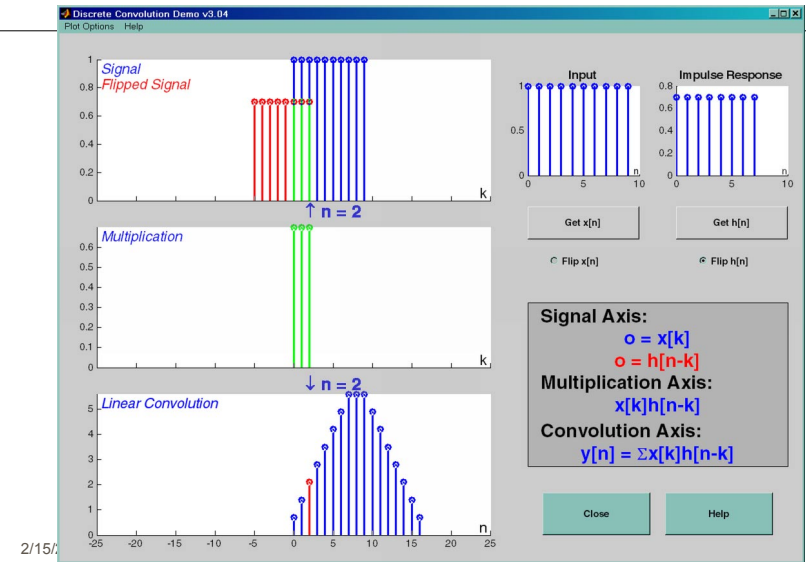 Discrete Convolution Demo v3.04
Plot Options Help
Signal
Flipped Signal
1
0.8
0.6
0.4
0.2
0
k
↑ n = 2
Multiplication
0.6
0.5
0.4
0.3
0.2
0.1
0
k
↓ n = 2
Linear Convolution
5
4
3
2
1
0
n
-25 -20 -15 -10 -5 0 5 10 15 20 25
Input
1
0.5
0
n
0 5 10
Impulse Response
0.8
0.6
0.4
0.2
0
n
0 5 10
Get x[n] Get h[n]
Flip x[n] Flip h[n]
Signal Axis:
o = x[k]
o = h[n-k]
Multiplication Axis:
x[k]h[n-k]
Convolution Axis:
y[n] = Σx[k]h[n-k]
Close Help
2/15/